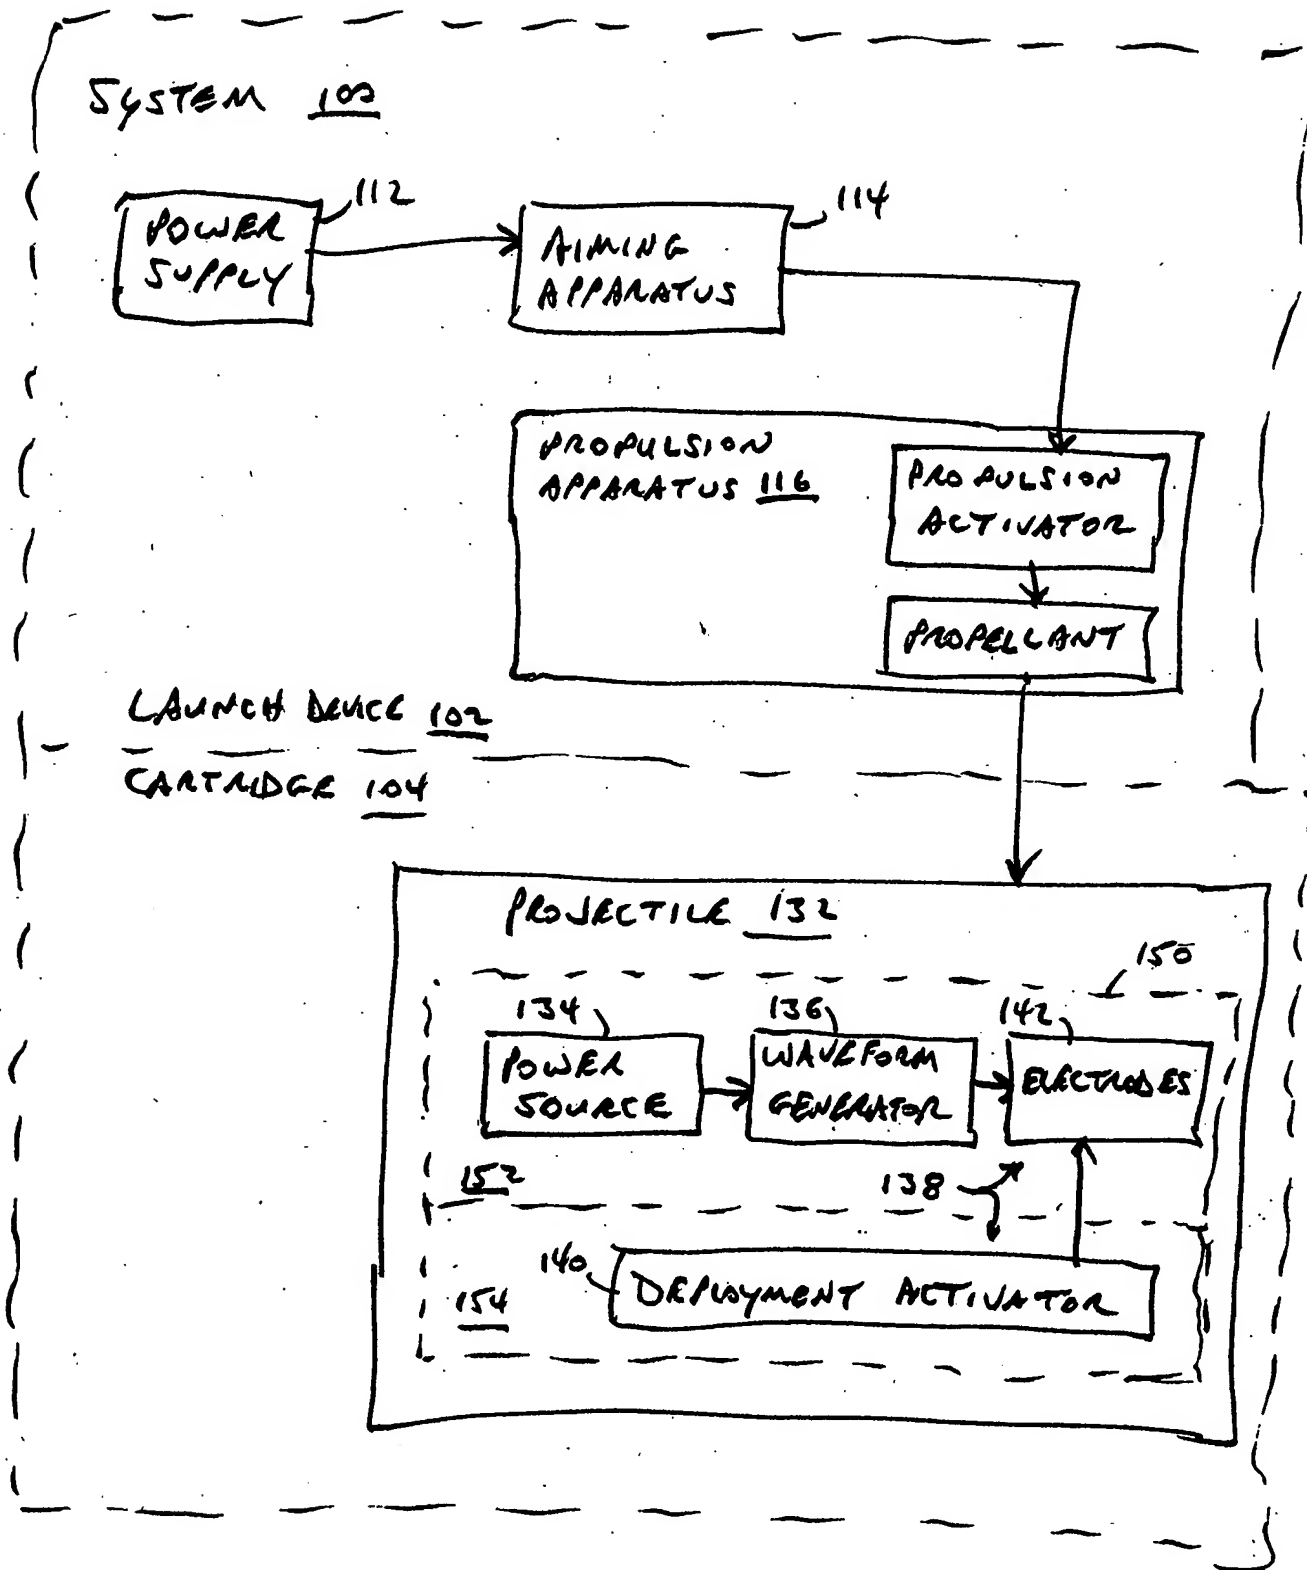 SYSTEM 100
112
POWER
SUPPLY
114
AIMING
APPARATUS
PROPULSION
APPARATUS 116
PROPULSION
ACTIVATOR
PROPELLANT
LAUNCH DEVICE 102
CARTRIDGE 104
PROJECTILE 132
150
134
POWER
SOURCE
136
WAVEFORM
GENERATOR
142
ELECTRODES
152
138
140
DEPLOYMENT ACTIVATOR
154